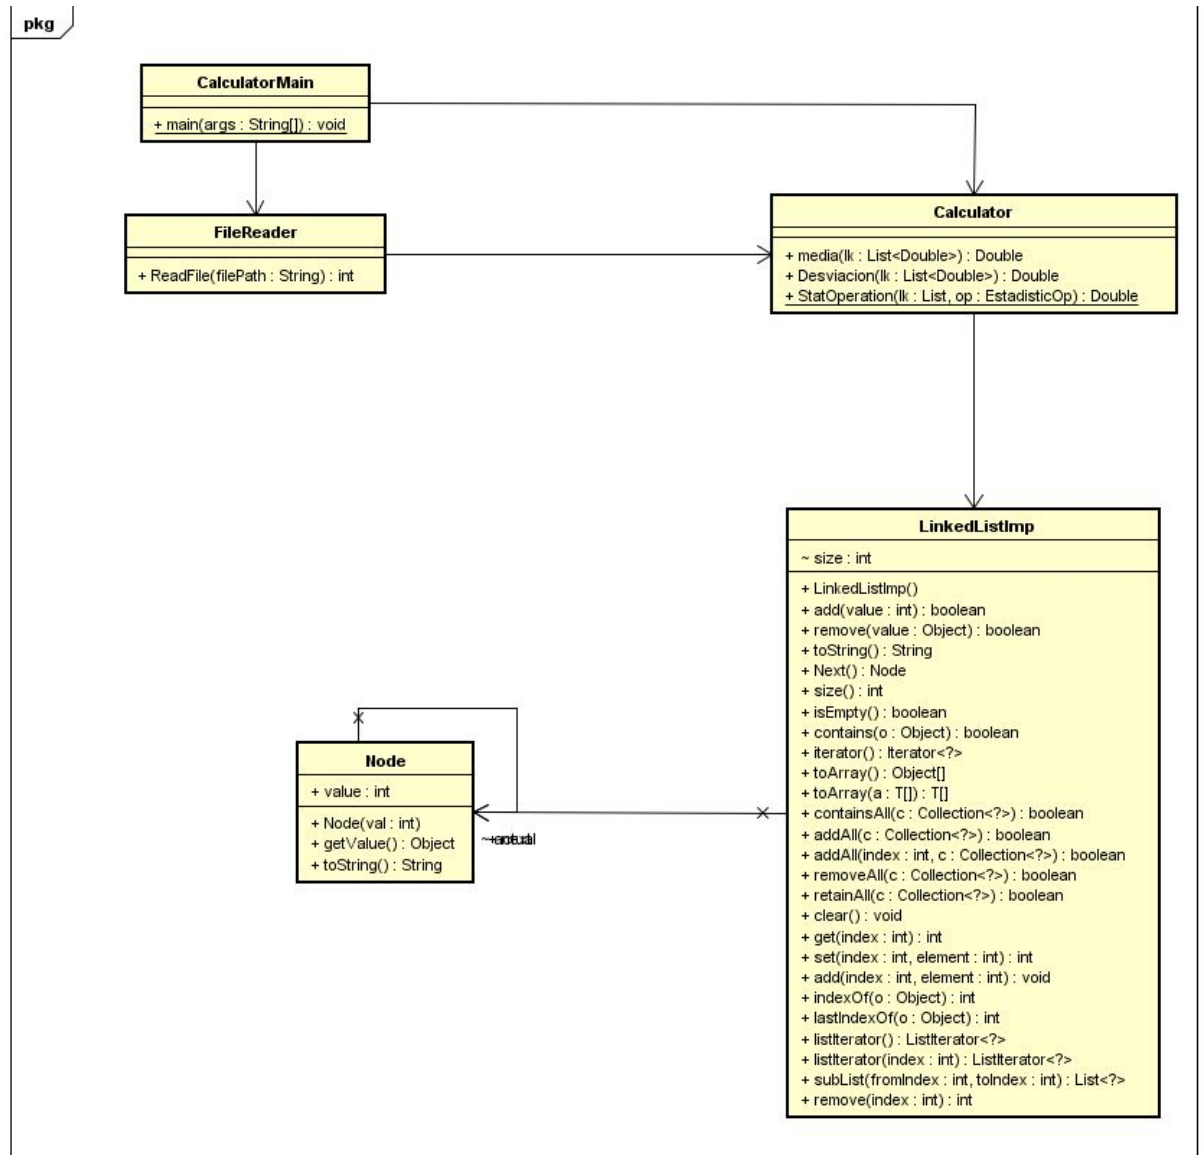 pkg
CalculatorMain
+ main(args : String[]) : void
FileReader
+ ReadFile(filePath : String) : int
Calculator
+ media(lk : List<Double>) : Double
+ Desviacion(lk : List<Double>) : Double
+ StatOperation(lk : List, op : EstadisticOp) : Double
LinkedListImp
~ size : int
+ LinkedListImp()
+ add(value : int) : boolean
+ remove(value : Object) : boolean
+ toString() : String
+ Next() : Node
+ size() : int
+ isEmpty() : boolean
+ contains(o : Object) : boolean
+ iterator() : Iterator<?>
+ toArray() : Object[]
+ toArray(a : T[]) : T[]
+ containsAll(c : Collection<?>) : boolean
+ addAll(c : Collection<?>) : boolean
+ addAll(index : int, c : Collection<?>) : boolean
+ removeAll(c : Collection<?>) : boolean
+ retainAll(c : Collection<?>) : boolean
+ clear() : void
+ get(index : int) : int
+ set(index : int, element : int) : int
+ add(index : int, element : int) : void
+ indexOf(o : Object) : int
+ lastIndexOf(o : Object) : int
+ listIterator() : ListIterator<?>
+ listIterator(index : int) : ListIterator<?>
+ subList(fromIndex : int, toIndex : int) : List<?>
+ remove(index : int) : int
Node
+ value : int
+ Node(val : int)
+ getValue() : Object
+ toString() : String